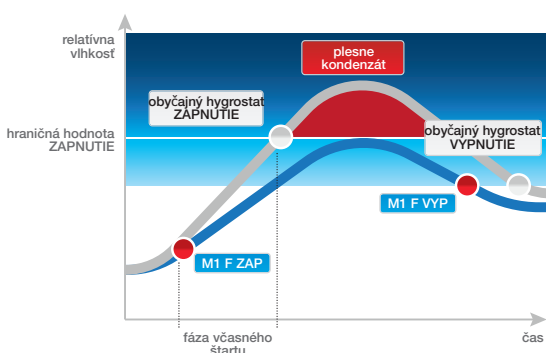 relatívna
vlhkosť
plesne
kondenzát
obyčajný hygrostat
ZAPNUTIE
hraničná hodnota
ZAPNUTIE
obyčajný hygrostat
VYPNUTIE
M1 F VYP
M1 F ZAP
fáza včasného
štartu
čas